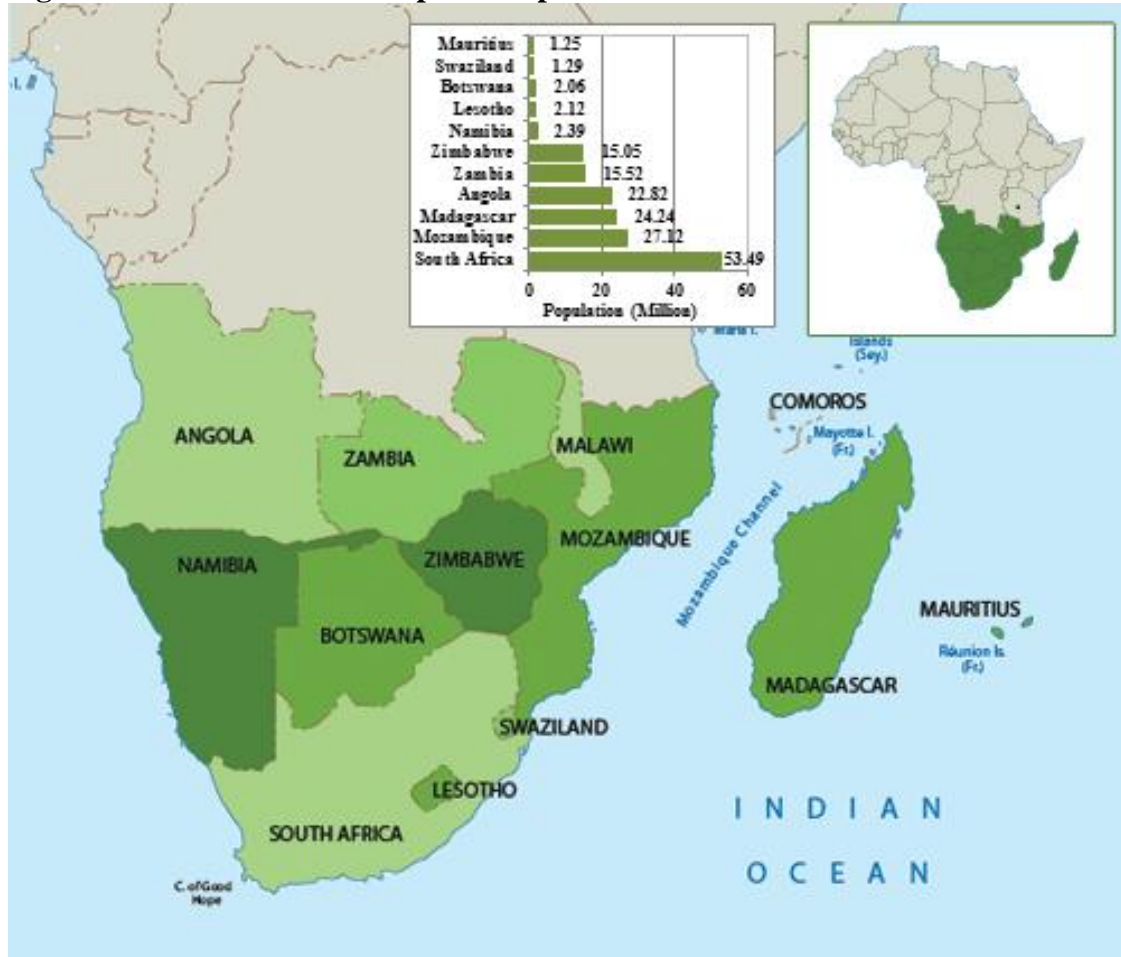 Mauritius 1.25
Swaziland 1.29
Botswana 2.06
Lesotho 2.12
Namibia 2.39
Zimbabwe 15.05
Zambia 15.52
Angola 22.82
Madagascar 24.24
Mozambique 27.12
South Africa 53.49
0 20 40 60
Population (Million)
Islands
(Sey.)
COMOROS
Mayotte I.
(Fr.)
ANGOLA
ZAMBIA
MALAWI
Mozambique Channel
MOZAMBIQUE
NAMIBIA
ZIMBABWE
BOTSWANA
MAURITIUS
Réunion Is.
(Fr.)
MADAGASCAR
SWAZILAND
LESOTHO
SOUTH AFRICA
INDIAN
OCEAN
C. of Good
Hope